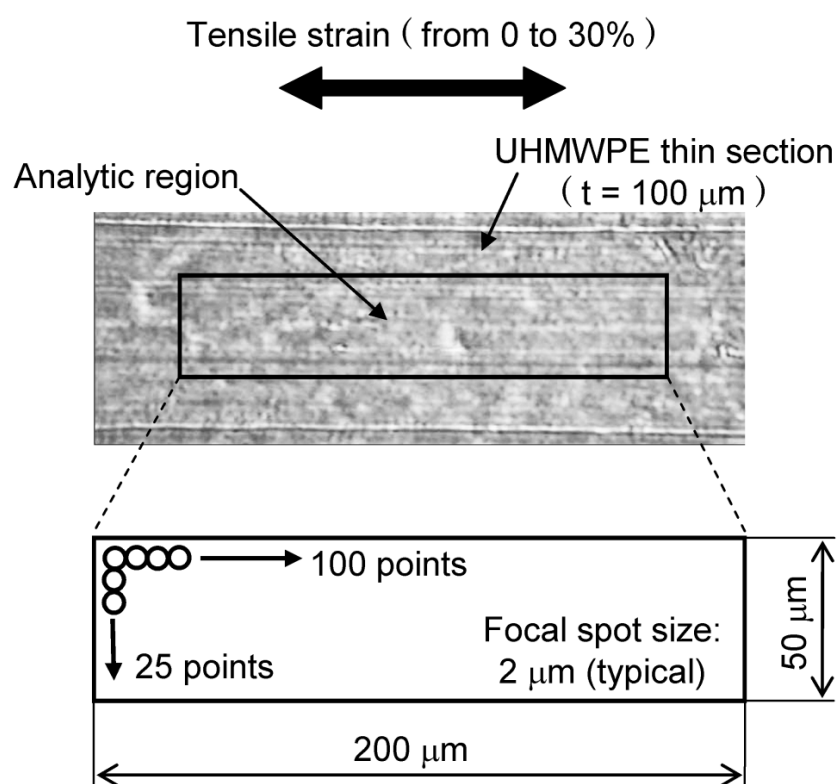 Tensile strain ( from 0 to 30% )
UHMWPE thin section
( t = 100 μm )
Analytic region
100 points
25 points
Focal spot size:
2 μm (typical)
50 μm
200 μm